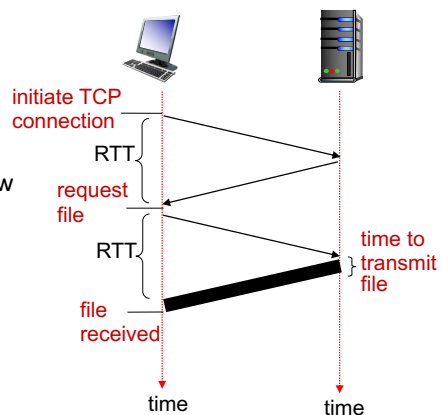 initiate TCP
connection
RTT
w
request
file
RTT
time to
transmit
file
file
received
time
time